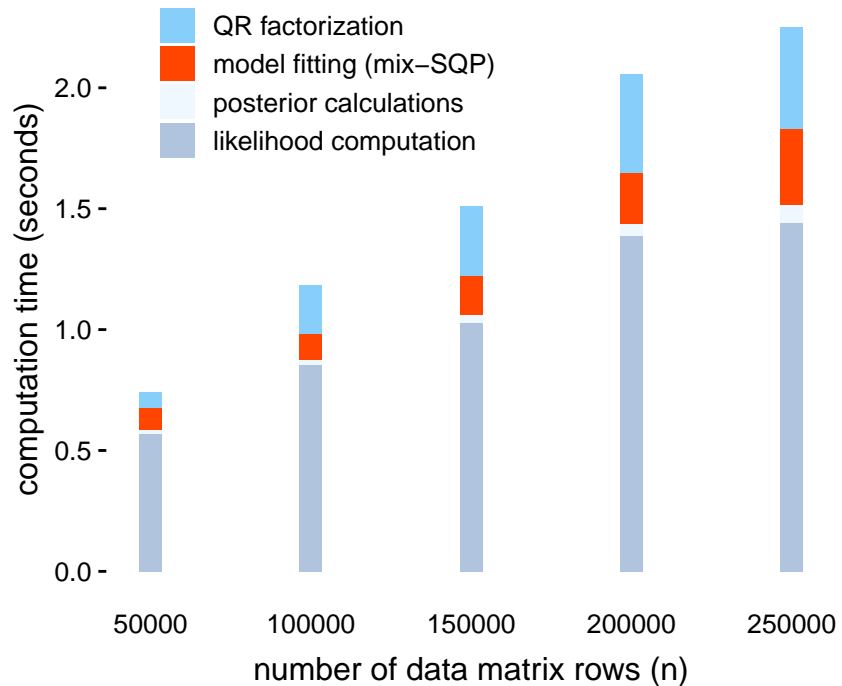 QR factorization
model fitting (mix−SQP)
posterior calculations
likelihood computation
computation time (seconds)
2.0
1.5
1.0
0.5
0.0
50000 100000 150000 200000 250000
number of data matrix rows (n)